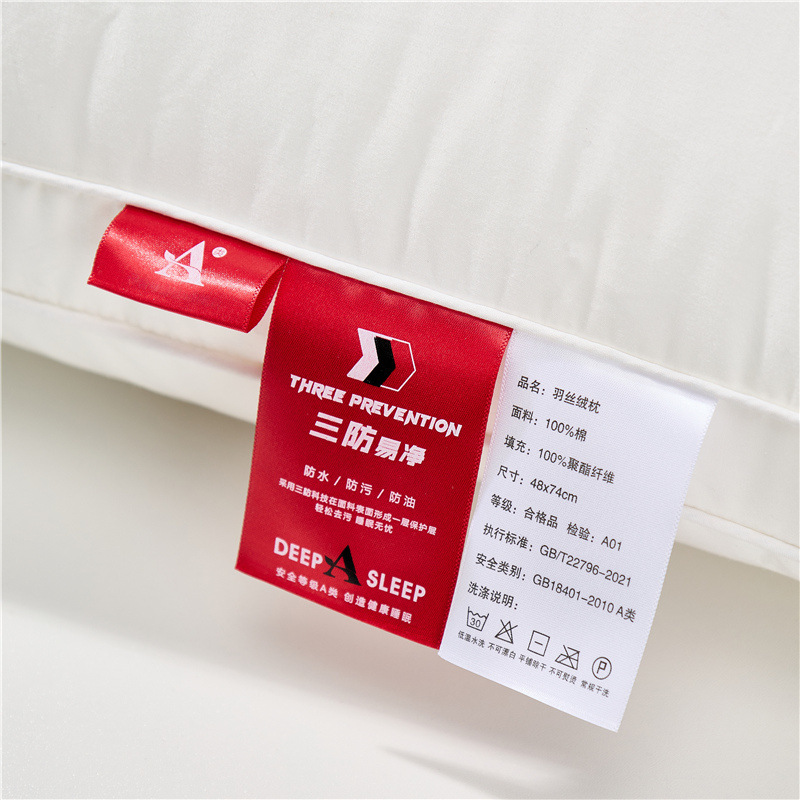 A®
THREE PREVENTION
三防易净
防水/防污/防油
采用三防科技在面料表面形成一层保护层
轻松去污 睡眠无忧
DEEP A SLEEP
安全等级A类 创造健康睡眠
品名：羽丝绒枕
面料：100%棉
填充：100%聚酯纤维
尺寸：48x74cm
等级：合格品 检验：A01
执行标准：GB/T22796-2021
安全类别：GB18401-2010 A类
洗涤说明：
30 P
低温水洗 不可漂白 平铺晾干 不可熨烫 常规干洗